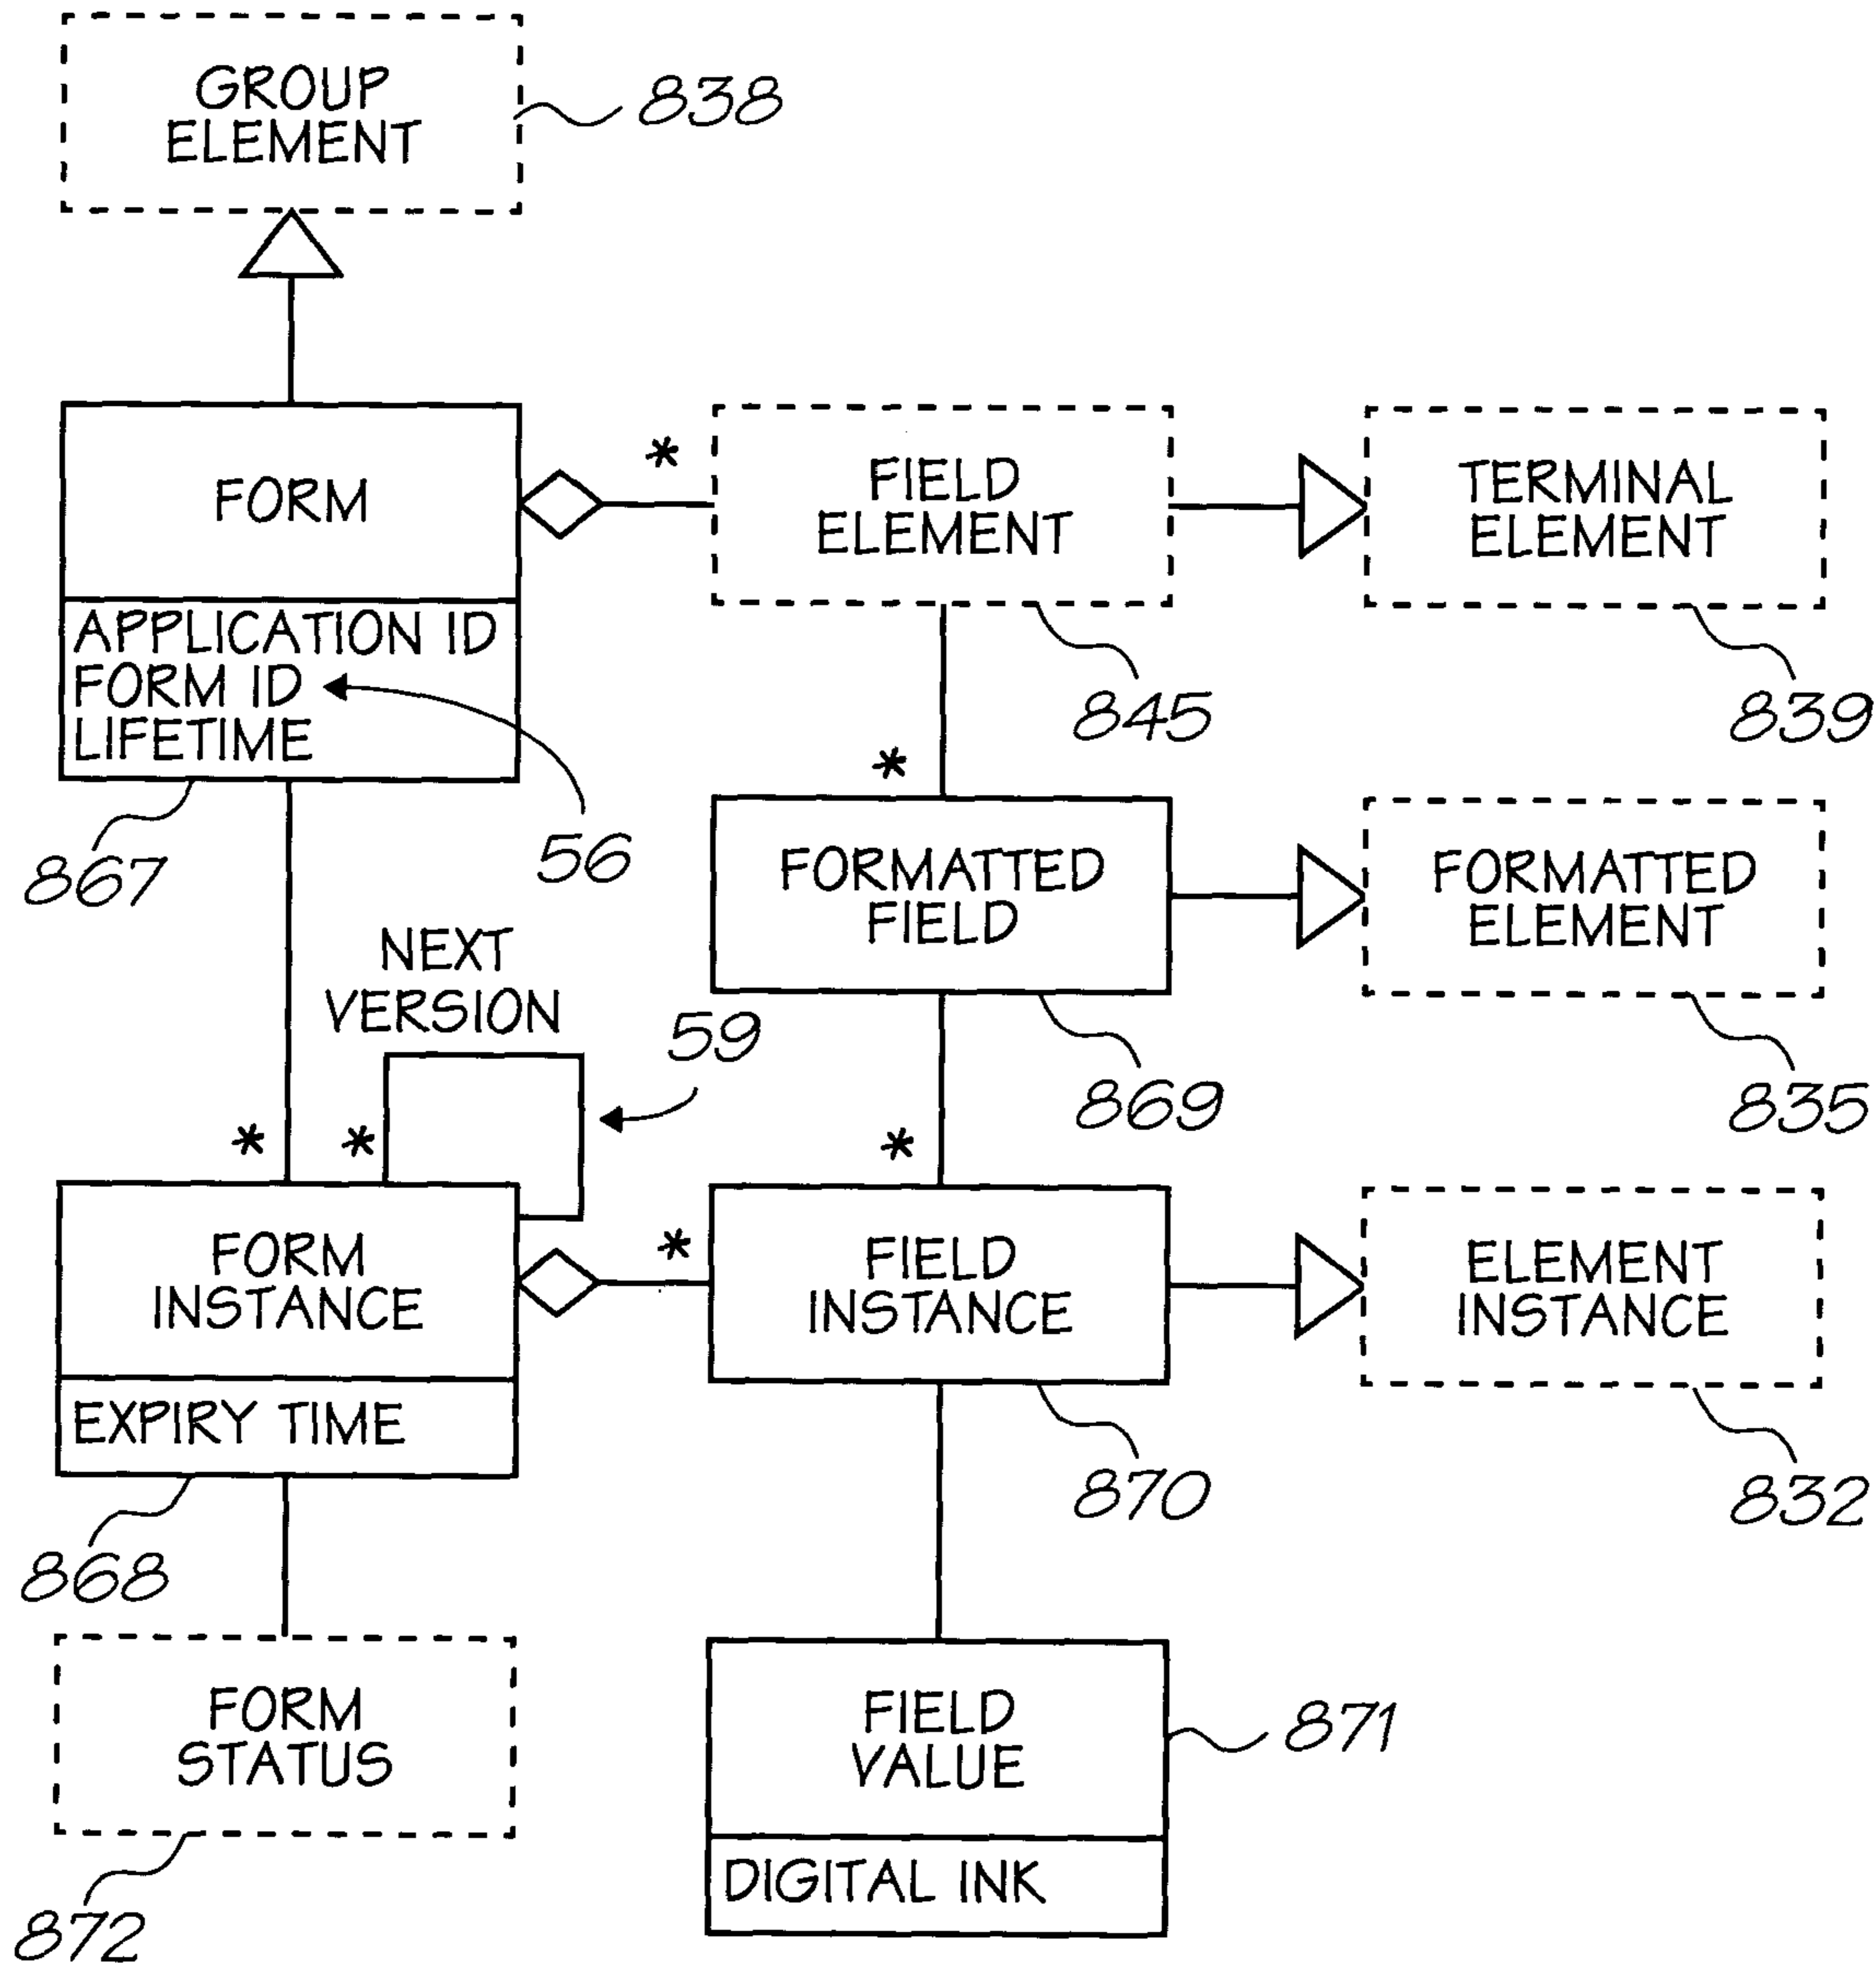 GROUP
ELEMENT
838
FORM
*
FIELD
ELEMENT
TERMINAL
ELEMENT
APPLICATION ID
FORM ID
LIFETIME
845
839
867
56
*
FORMATTED
FIELD
FORMATTED
ELEMENT
NEXT
VERSION
59
869
835
*
*
*
FORM
INSTANCE
*
FIELD
INSTANCE
ELEMENT
INSTANCE
EXPIRY TIME
870
832
868
FORM
STATUS
FIELD
VALUE
871
DIGITAL INK
872